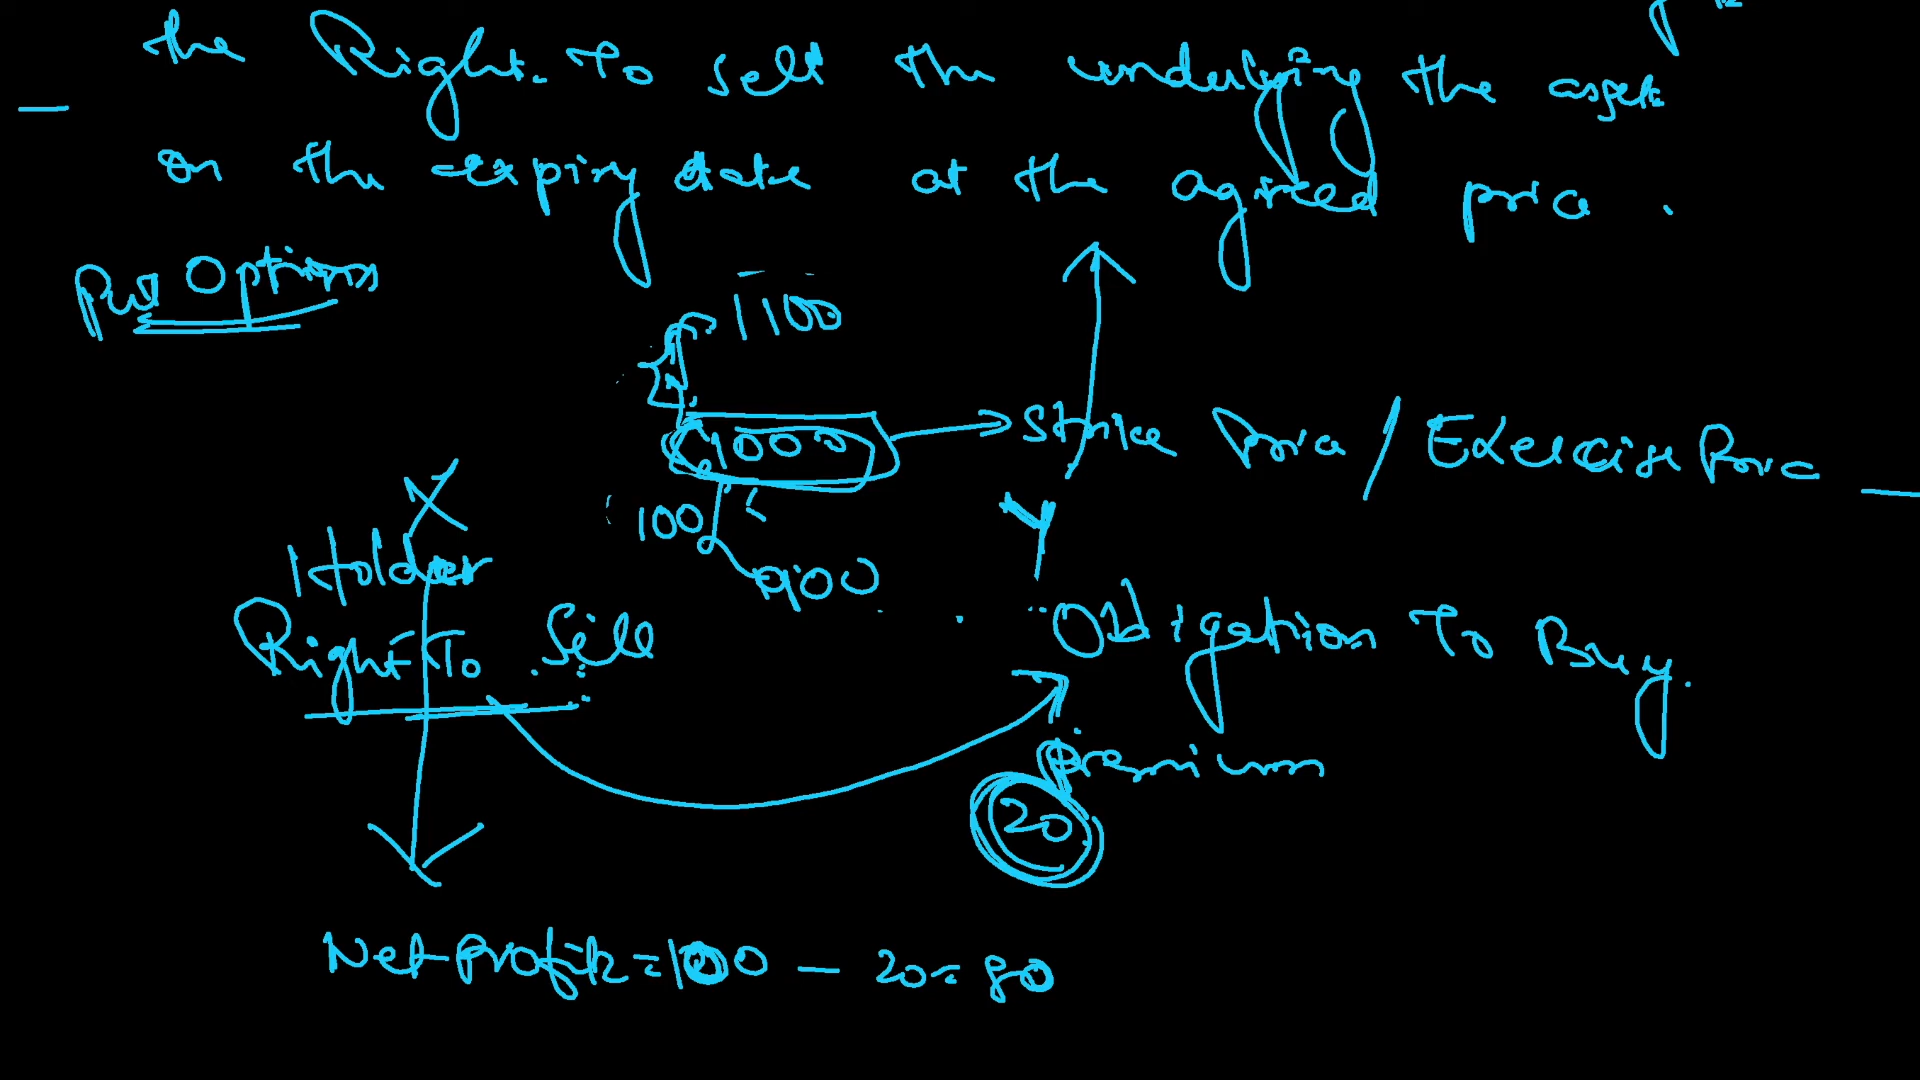 the Right To sell the underlying the asset
on the expiry date at the agreed price.
Put Options
1100
1000 Strike Price / Exercise Price
100
900
X
Y
Holder
Right To Sell
Obligation To Buy.
Premium
20
Net Profit = 100 - 20 = 80